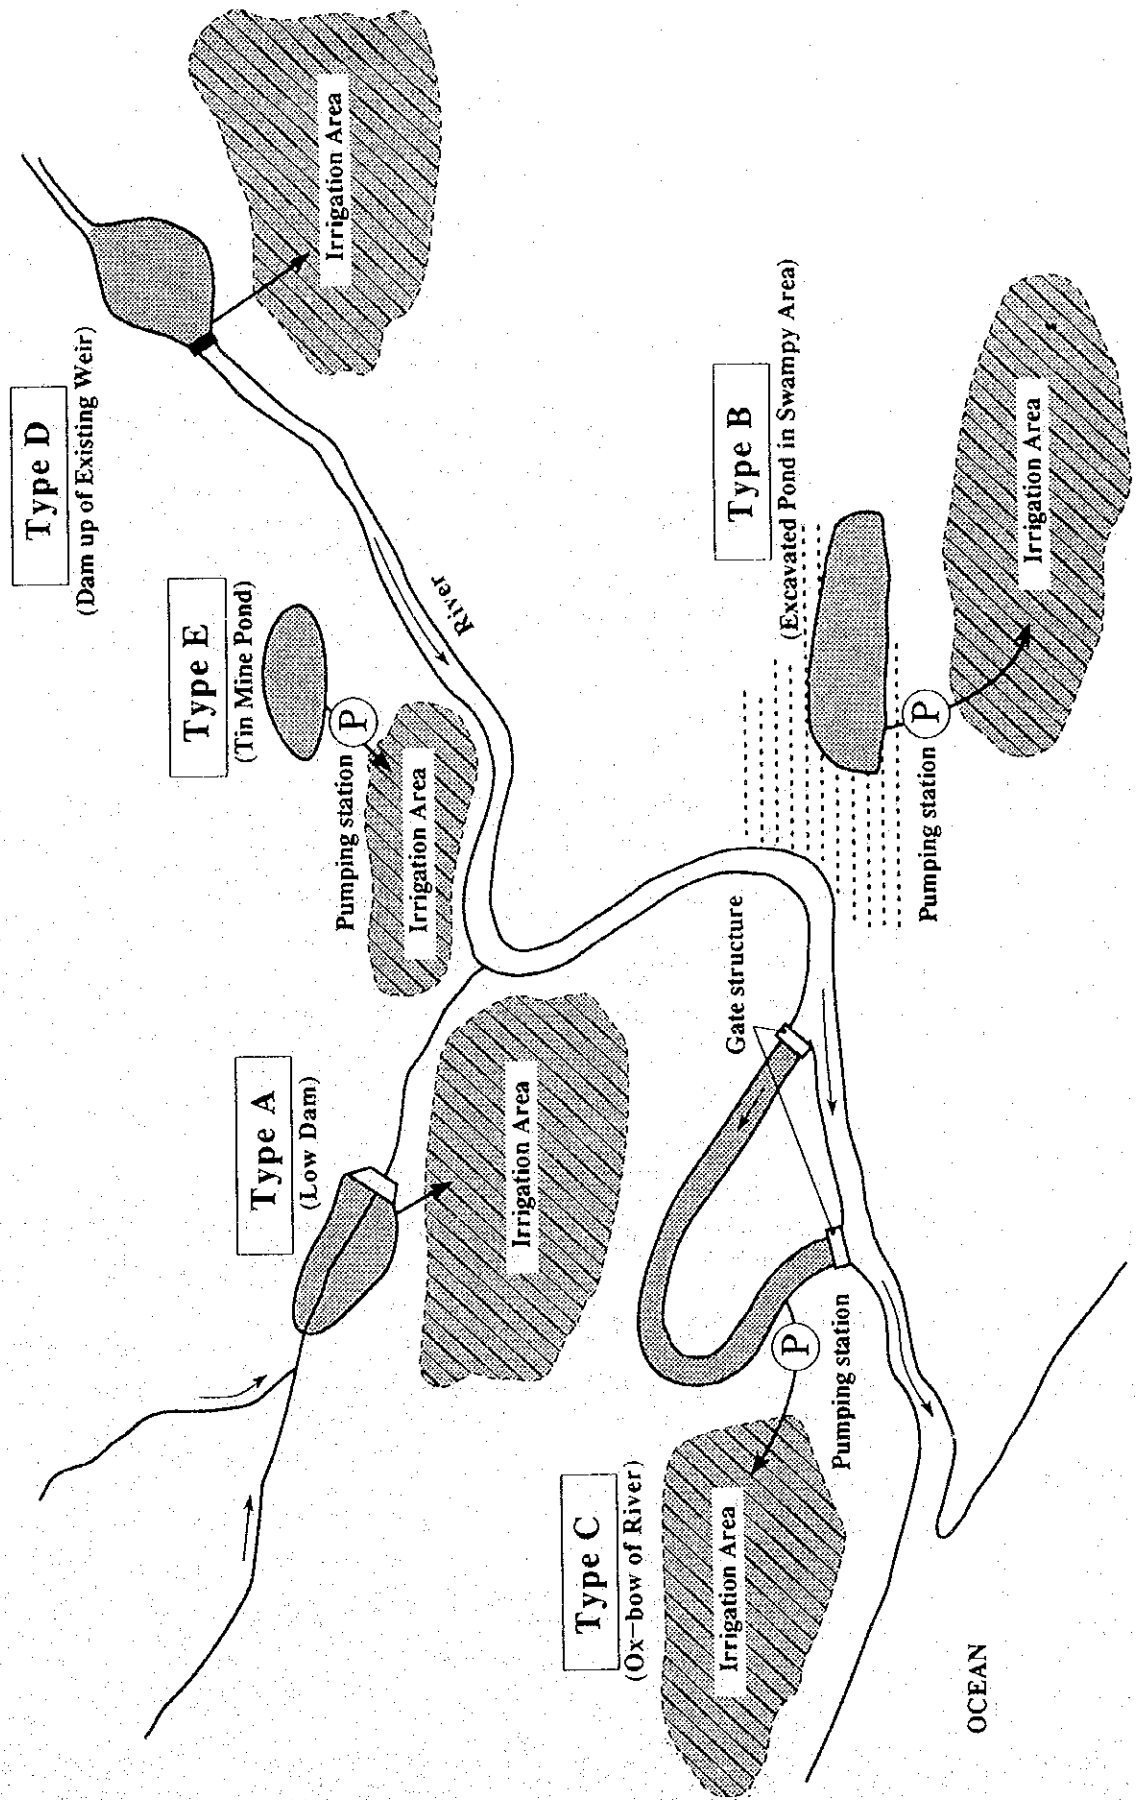 Type D
(Dam up of Existing Weir)
Irrigation Area
Type E
(Tin Mine Pond)
Pumping station
P
Irrigation Area
River
Type A
(Low Dam)
Irrigation Area
Type B
(Excavated Pond in Swampy Area)
Pumping station
P
Irrigation Area
Gate structure
Type C
(Ox-bow of River)
Irrigation Area
P
Pumping station
OCEAN